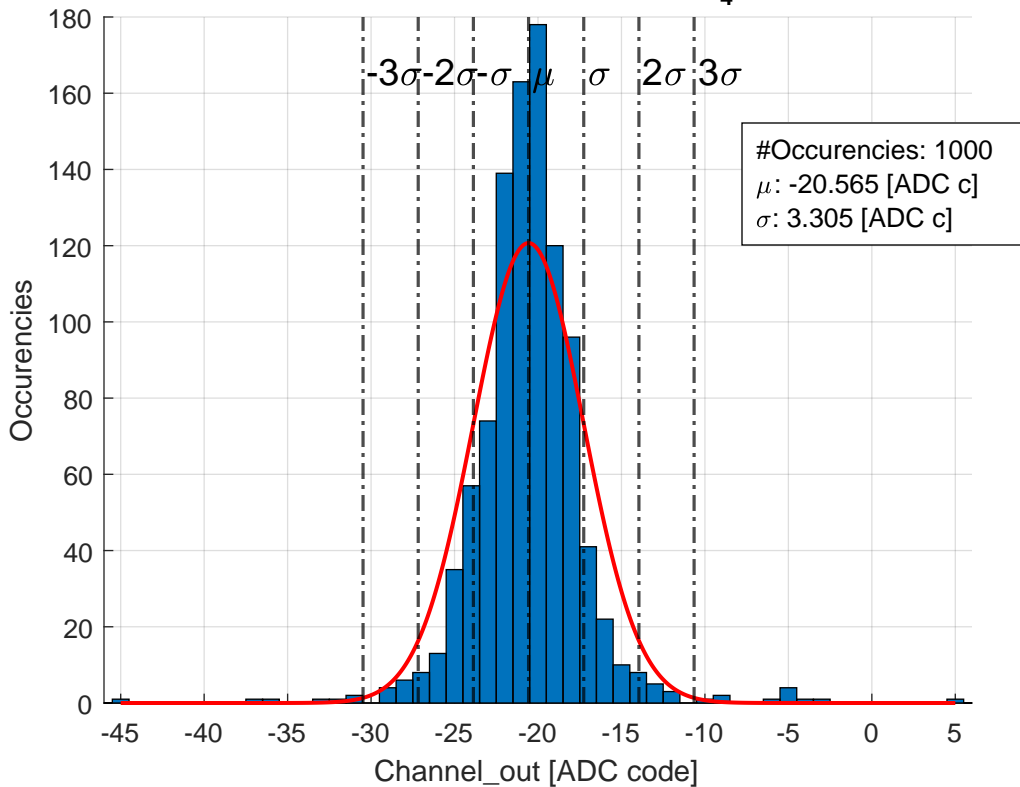 4
180
160
140
120
100
80
60
40
20
0
Occurencies
-3σ -2σ -σ μ σ 2σ 3σ
#Occurencies: 1000
μ: -20.565 [ADC c]
σ: 3.305 [ADC c]
-45 -40 -35 -30 -25 -20 -15 -10 -5 0 5
Channel_out [ADC code]